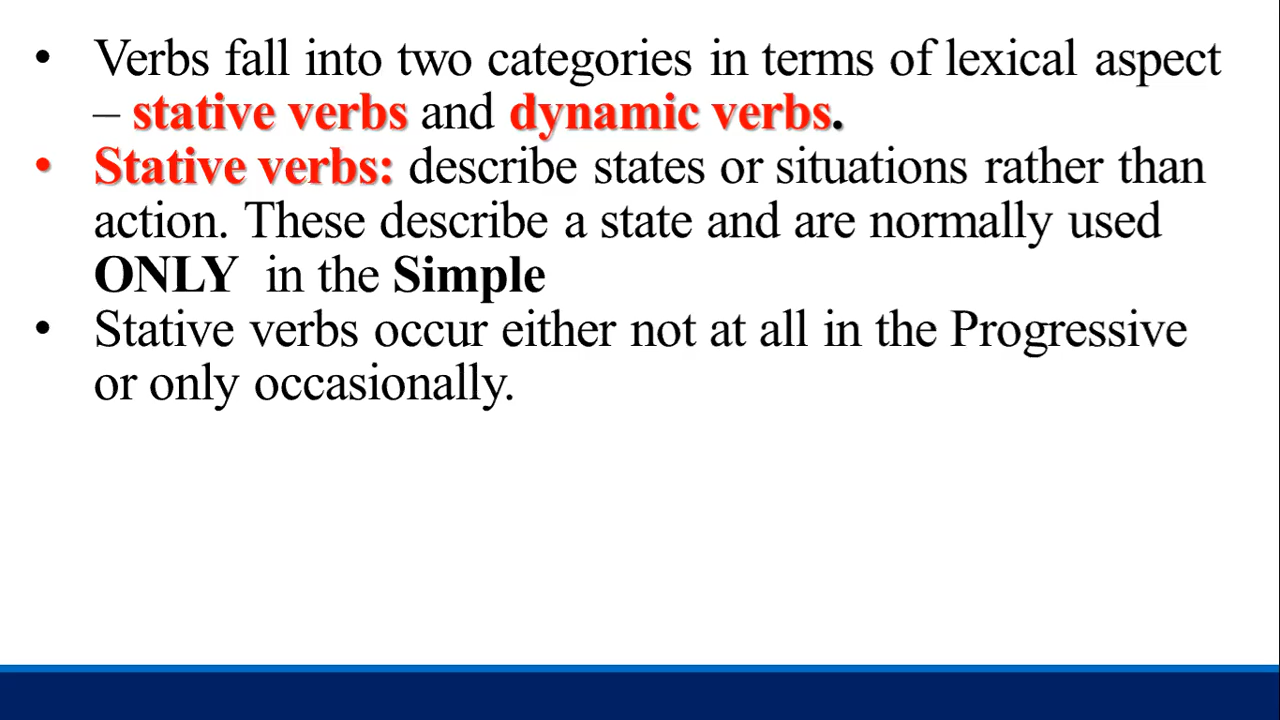 • Verbs fall into two categories in terms of lexical aspect
– stative verbs and dynamic verbs.
• Stative verbs: describe states or situations rather than
action. These describe a state and are normally used
ONLY in the Simple
• Stative verbs occur either not at all in the Progressive
or only occasionally.